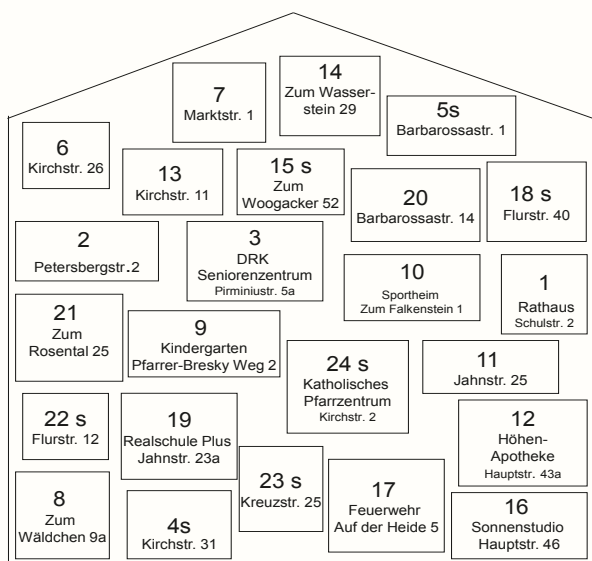 14
Zum Wasser-
stein 29
7
Marktstr. 1
5s
Barbarossastr. 1
6
Kirchstr. 26
13
Kirchstr. 11
15 s
Zum
Woogacker 52
20
Barbarossastr. 14
18 s
Flurstr. 40
2
Petersbergstr.2
3
DRK
Seniorenzentrum
Pirminiustr. 5a
10
Sportheim
Zum Falkenstein 1
1
Rathaus
Schulstr. 2
21
Zum
Rosental 25
9
Kindergarten
Pfarrer-Bresky Weg 2
24 s
Katholisches
Pfarrzentrum
Kirchstr. 2
11
Jahnstr. 25
22 s
Flurstr. 12
19
Realschule Plus
Jahnstr. 23a
12
Höhen-
Apotheke
Hauptstr. 43a
8
Zum
Wäldchen 9a
4s
Kirchstr. 31
23 s
Kreuzstr. 25
17
Feuerwehr
Auf der Heide 5
16
Sonnenstudio
Hauptstr. 46